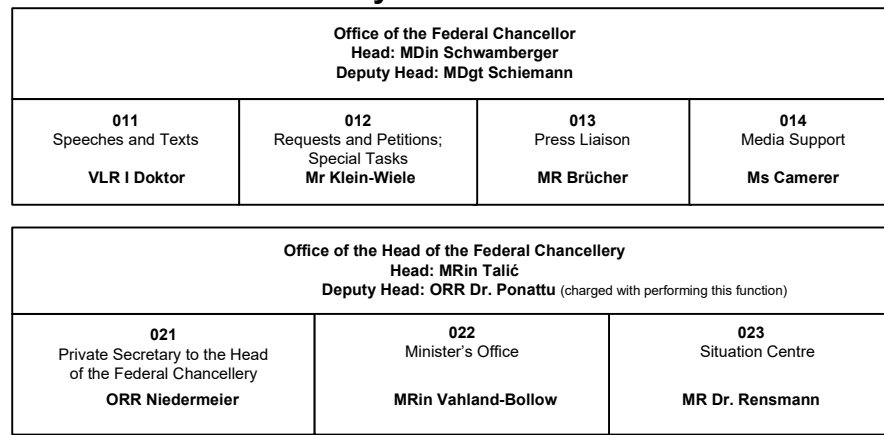 Office of the Federal Chancellor
Head: MDin Schwamberger
Deputy Head: MDgt Schiemann
011
Speeches and Texts
VLR I Doktor
012
Requests and Petitions;
Special Tasks
Mr Klein-Wiele
013
Press Liaison
MR Brücher
014
Media Support
Ms Camerer
Office of the Head of the Federal Chancellery
Head: MRin Talić
Deputy Head: ORR Dr. Ponattu (charged with performing this function)
021
Private Secretary to the Head
of the Federal Chancellery
ORR Niedermeier
022
Minister’s Office
MRin Vahland-Bollow
023
Situation Centre
MR Dr. Rensmann